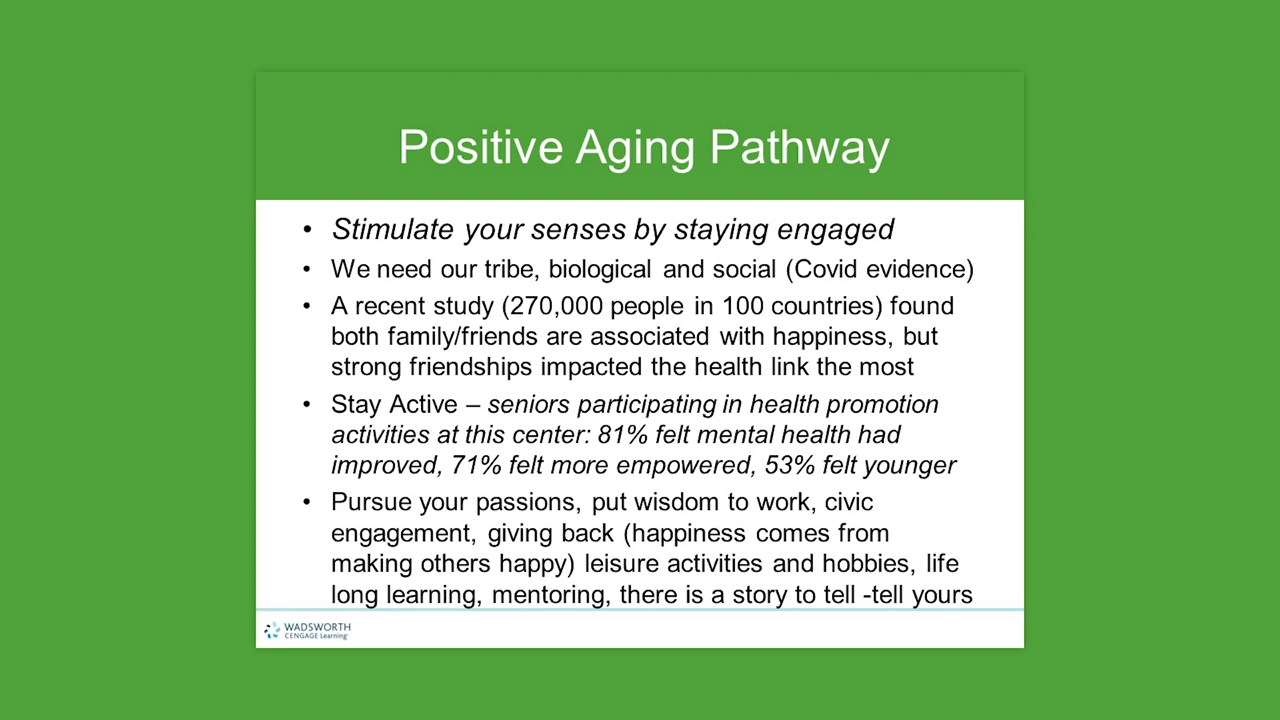 Positive Aging Pathway
• Stimulate your senses by staying engaged
• We need our tribe, biological and social (Covid evidence)
• A recent study (270,000 people in 100 countries) found
both family/friends are associated with happiness, but
strong friendships impacted the health link the most
• Stay Active – seniors participating in health promotion
activities at this center: 81% felt mental health had
improved, 71% felt more empowered, 53% felt younger
• Pursue your passions, put wisdom to work, civic
engagement, giving back (happiness comes from
making others happy) leisure activities and hobbies, life
long learning, mentoring, there is a story to tell -tell yours
WADSWORTH
CENGAGE Learning